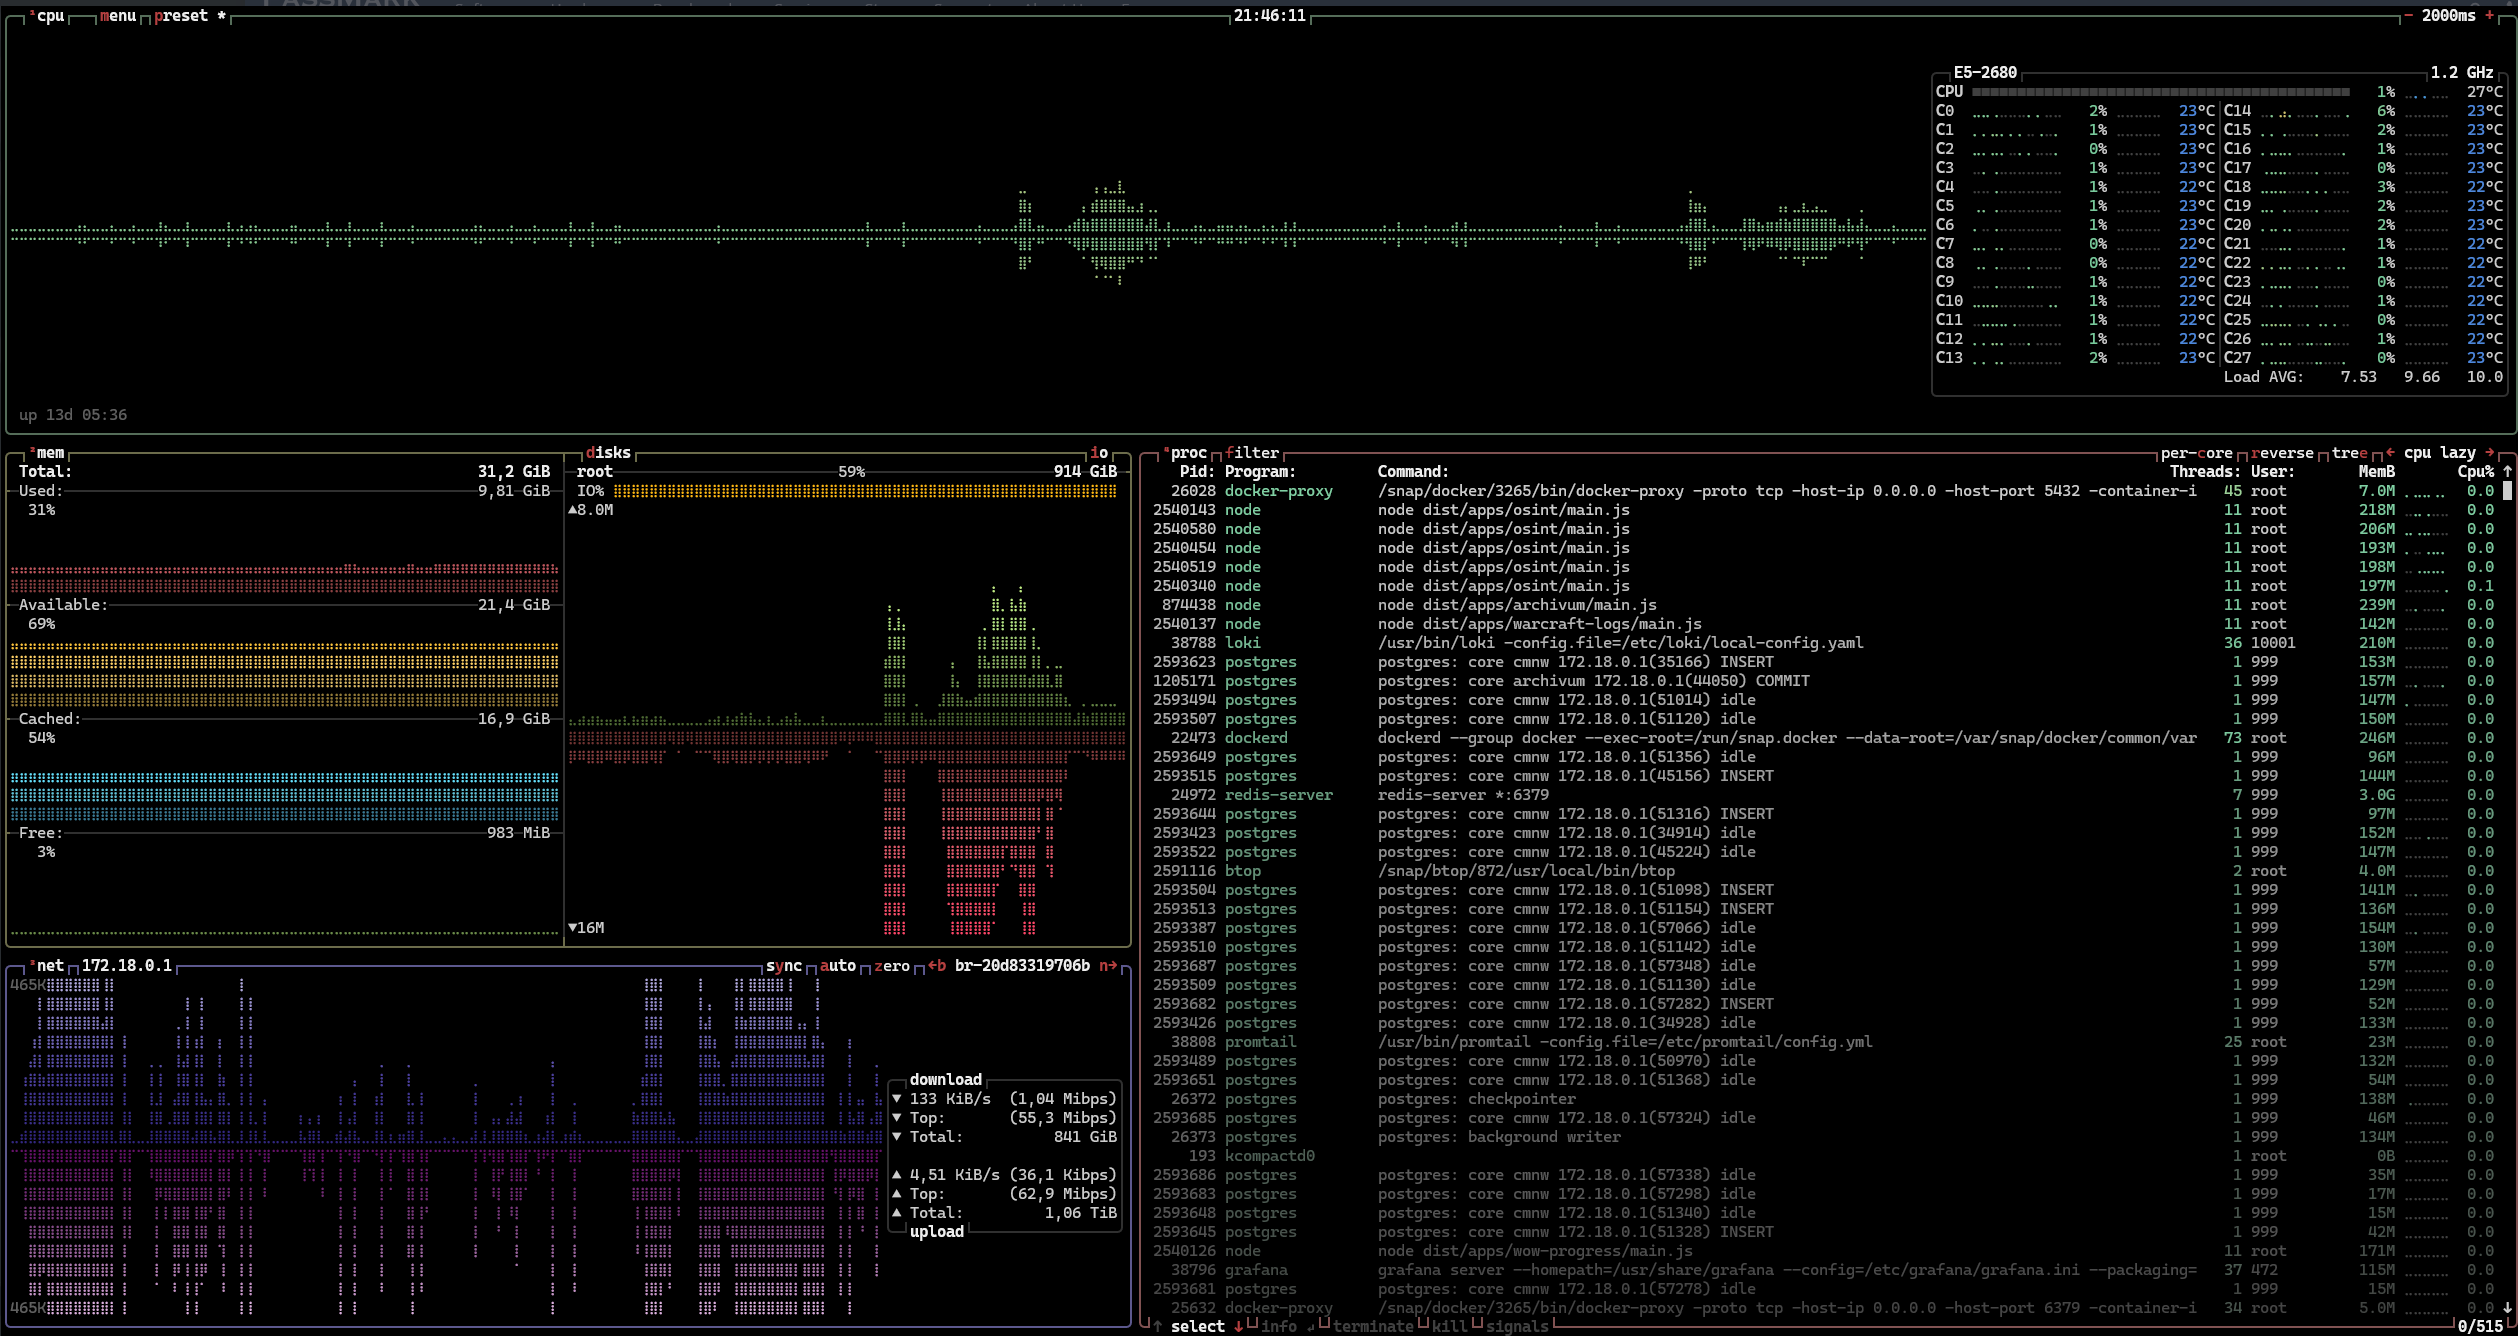 ¹cpu menu preset * 21:46:11 - 2000ms +
E5-2680 1.2 GHz
CPU 1% 27°C
C0 2% 23°C C14 6% 23°C
C1 1% 23°C C15 2% 23°C
C2 0% 23°C C16 1% 23°C
C3 1% 23°C C17 0% 23°C
C4 1% 22°C C18 3% 22°C
C5 1% 23°C C19 2% 23°C
C6 1% 23°C C20 2% 23°C
C7 0% 22°C C21 1% 22°C
C8 0% 22°C C22 1% 22°C
C9 1% 22°C C23 0% 22°C
C10 1% 22°C C24 1% 22°C
C11 1% 22°C C25 0% 22°C
C12 1% 22°C C26 1% 22°C
C13 2% 23°C C27 0% 23°C
Load AVG: 7.53 9.66 10.0
up 13d 05:36
²mem
Total: 31,2 GiB
Used: 9,81 GiB
31%
Available: 21,4 GiB
69%
Cached: 16,9 GiB
54%
Free: 983 MiB
3%
disks io
root 59% 914 GiB
IO%
▲8.0M
▼16M
³net 172.18.0.1 sync auto zero ←b br-20d83319706b n→
465K
465K
download
▼ 133 KiB/s (1,04 Mibps)
▼ Top: (55,3 Mibps)
▼ Total: 841 GiB
▲ 4,51 KiB/s (36,1 Kibps)
▲ Top: (62,9 Mibps)
▲ Total: 1,06 TiB
upload
⁴proc filter per-core reverse tree ← cpu lazy →
Pid: Program: Command: Threads: User: MemB Cpu% ↑
26028 docker-proxy /snap/docker/3265/bin/docker-proxy -proto tcp -host-ip 0.0.0.0 -host-port 5432 -container-i 45 root 7.0M 0.0
2540143 node node dist/apps/osint/main.js 11 root 218M 0.0
2540580 node node dist/apps/osint/main.js 11 root 206M 0.0
2540454 node node dist/apps/osint/main.js 11 root 193M 0.0
2540519 node node dist/apps/osint/main.js 11 root 198M 0.0
2540340 node node dist/apps/osint/main.js 11 root 197M 0.1
874438 node node dist/apps/archivum/main.js 11 root 239M 0.0
2540137 node node dist/apps/warcraft-logs/main.js 11 root 142M 0.0
38788 loki /usr/bin/loki -config.file=/etc/loki/local-config.yaml 36 10001 210M 0.0
2593623 postgres postgres: core cmnw 172.18.0.1(35166) INSERT 1 999 153M 0.0
1205171 postgres postgres: core archivum 172.18.0.1(44050) COMMIT 1 999 157M 0.0
2593494 postgres postgres: core cmnw 172.18.0.1(51014) idle 1 999 147M 0.0
2593507 postgres postgres: core cmnw 172.18.0.1(51120) idle 1 999 150M 0.0
22473 dockerd dockerd --group docker --exec-root=/run/snap.docker --data-root=/var/snap/docker/common/var 73 root 246M 0.0
2593649 postgres postgres: core cmnw 172.18.0.1(51356) idle 1 999 96M 0.0
2593515 postgres postgres: core cmnw 172.18.0.1(45156) INSERT 1 999 144M 0.0
24972 redis-server redis-server *:6379 7 999 3.0G 0.0
2593644 postgres postgres: core cmnw 172.18.0.1(51316) INSERT 1 999 97M 0.0
2593423 postgres postgres: core cmnw 172.18.0.1(34914) idle 1 999 152M 0.0
2593522 postgres postgres: core cmnw 172.18.0.1(45224) idle 1 999 147M 0.0
2591116 btop /snap/btop/872/usr/local/bin/btop 2 root 4.0M 0.0
2593504 postgres postgres: core cmnw 172.18.0.1(51098) INSERT 1 999 141M 0.0
2593513 postgres postgres: core cmnw 172.18.0.1(51154) INSERT 1 999 136M 0.0
2593387 postgres postgres: core cmnw 172.18.0.1(57066) idle 1 999 154M 0.0
2593510 postgres postgres: core cmnw 172.18.0.1(51142) idle 1 999 130M 0.0
2593687 postgres postgres: core cmnw 172.18.0.1(57348) idle 1 999 57M 0.0
2593509 postgres postgres: core cmnw 172.18.0.1(51130) idle 1 999 129M 0.0
2593682 postgres postgres: core cmnw 172.18.0.1(57282) INSERT 1 999 52M 0.0
2593426 postgres postgres: core cmnw 172.18.0.1(34928) idle 1 999 133M 0.0
38808 promtail /usr/bin/promtail -config.file=/etc/promtail/config.yml 25 root 23M 0.0
2593489 postgres postgres: core cmnw 172.18.0.1(50970) idle 1 999 132M 0.0
2593651 postgres postgres: core cmnw 172.18.0.1(51368) idle 1 999 54M 0.0
26372 postgres postgres: checkpointer 1 999 138M 0.0
2593685 postgres postgres: core cmnw 172.18.0.1(57324) idle 1 999 46M 0.0
26373 postgres postgres: background writer 1 999 134M 0.0
193 kcompactd0 1 root 0B 0.0
2593686 postgres postgres: core cmnw 172.18.0.1(57338) idle 1 999 35M 0.0
2593683 postgres postgres: core cmnw 172.18.0.1(57298) idle 1 999 17M 0.0
2593648 postgres postgres: core cmnw 172.18.0.1(51340) idle 1 999 15M 0.0
2593645 postgres postgres: core cmnw 172.18.0.1(51328) INSERT 1 999 42M 0.0
2540126 node node dist/apps/wow-progress/main.js 11 root 171M 0.0
38796 grafana grafana server --homepath=/usr/share/grafana --config=/etc/grafana/grafana.ini --packaging= 37 472 115M 0.0
2593681 postgres postgres: core cmnw 172.18.0.1(57278) idle 1 999 15M 0.0
25632 docker-proxy /snap/docker/3265/bin/docker-proxy -proto tcp -host-ip 0.0.0.0 -host-port 6379 -container-i 34 root 5.0M 0.0 ↓
↑ select ↓ info ↲ terminate kill signals 0/515